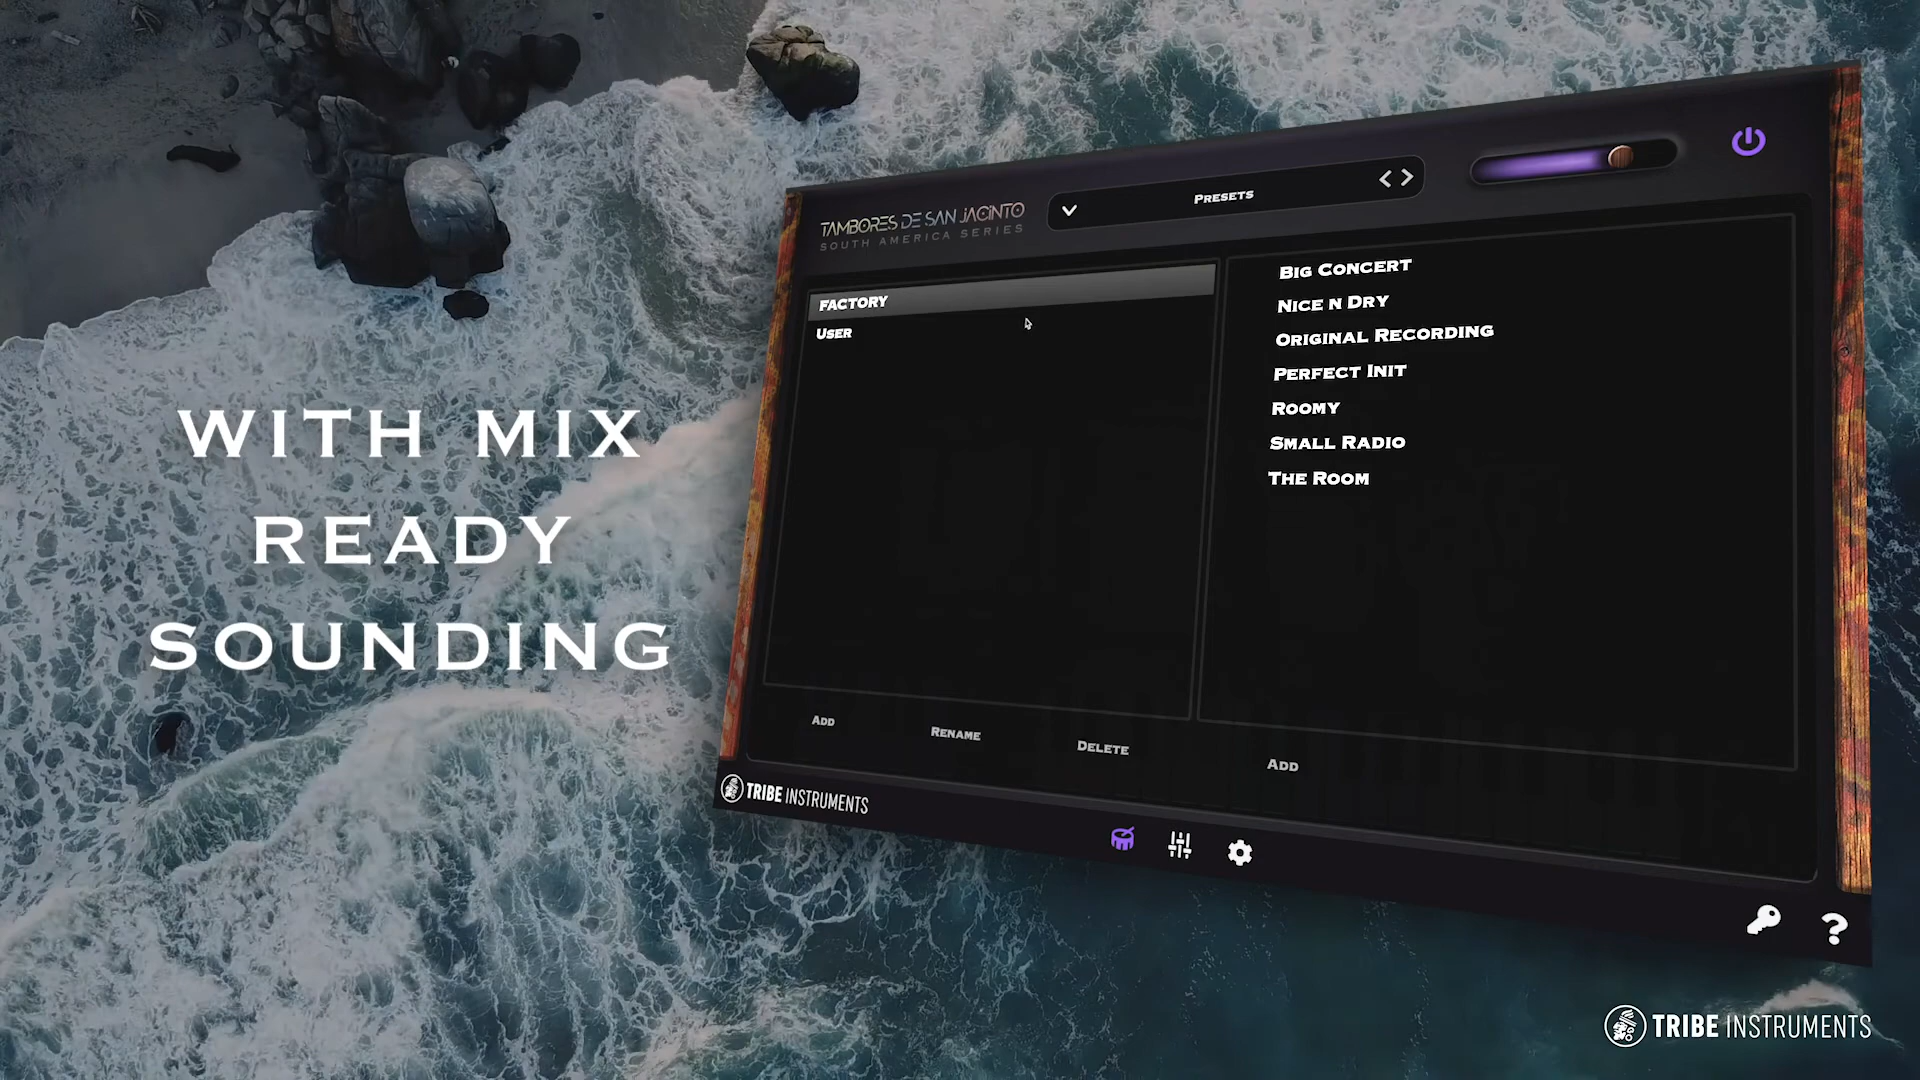 WITH MIX
READY
SOUNDING
TAMBORES DE SAN JACINTO
SOUTH AMERICA SERIES
PRESETS
FACTORY
USER
BIG CONCERT
NICE N DRY
ORIGINAL RECORDING
PERFECT INIT
ROOMY
SMALL RADIO
THE ROOM
ADD
RENAME
DELETE
ADD
TRIBE INSTRUMENTS
TRIBE INSTRUMENTS